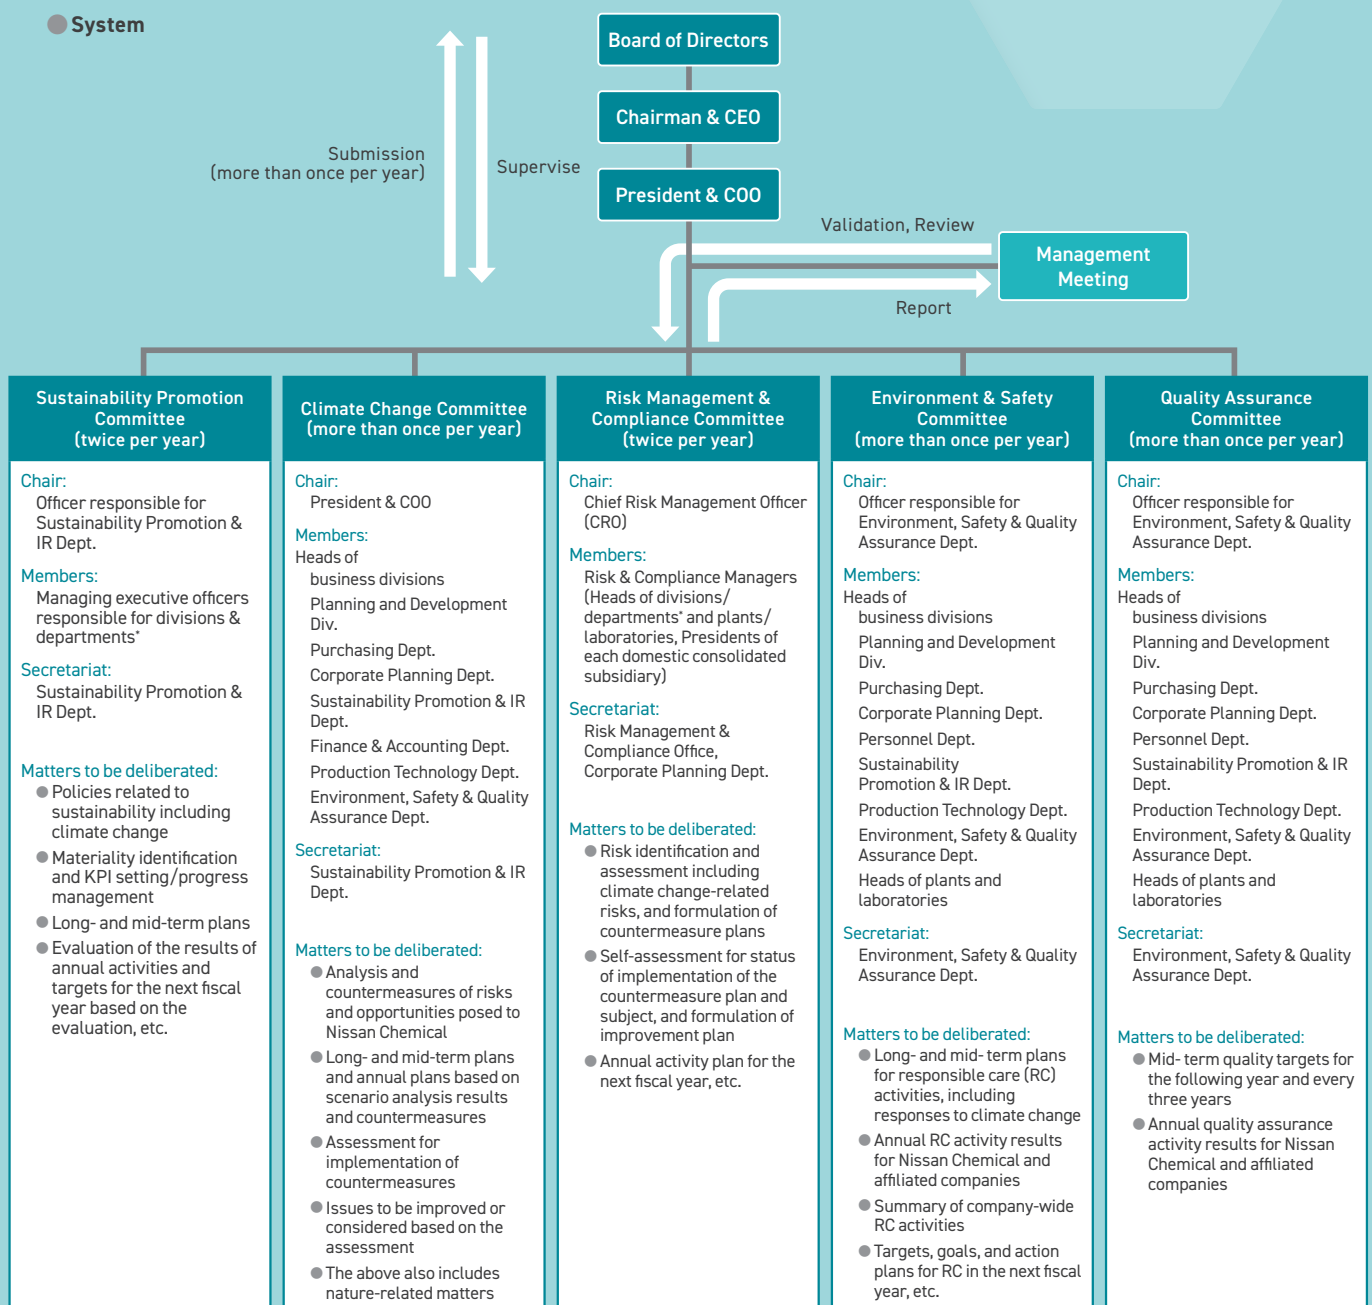 System
Board of Directors
Chairman & CEO
President & COO
Submission
(more than once per year)
Supervise
Validation, Review
Management
Meeting
Report
Sustainability Promotion
Committee
(twice per year)
Chair:
Officer responsible for
Sustainability Promotion &
IR Dept.
Members:
Managing executive officers
responsible for divisions &
departments*
Secretariat:
Sustainability Promotion &
IR Dept.
Matters to be deliberated:
● Policies related to
sustainability including
climate change
● Materiality identification
and KPI setting/progress
management
● Long- and mid-term plans
● Evaluation of the results of
annual activities and
targets for the next fiscal
year based on the
evaluation, etc.
Climate Change Committee
(more than once per year)
Chair:
President & COO
Members:
Heads of
business divisions
Planning and Development
Div.
Purchasing Dept.
Corporate Planning Dept.
Sustainability Promotion & IR
Dept.
Finance & Accounting Dept.
Production Technology Dept.
Environment, Safety & Quality
Assurance Dept.
Secretariat:
Sustainability Promotion & IR
Dept.
Matters to be deliberated:
● Analysis and
countermeasures of risks
and opportunities posed to
Nissan Chemical
● Long- and mid-term plans
and annual plans based on
scenario analysis results
and countermeasures
● Assessment for
implementation of
countermeasures
● Issues to be improved or
considered based on the
assessment
● The above also includes
nature-related matters
Risk Management &
Compliance Committee
(twice per year)
Chair:
Chief Risk Management Officer
(CRO)
Members:
Risk & Compliance Managers
(Heads of divisions/
departments* and plants/
laboratories, Presidents of
each domestic consolidated
subsidiary)
Secretariat:
Risk Management &
Compliance Office,
Corporate Planning Dept.
Matters to be deliberated:
● Risk identification and
assessment including
climate change-related
risks, and formulation of
countermeasure plans
● Self-assessment for status
of implementation of the
countermeasure plan and
subject, and formulation of
improvement plan
● Annual activity plan for the
next fiscal year, etc.
Environment & Safety
Committee
(more than once per year)
Chair:
Officer responsible for
Environment, Safety & Quality
Assurance Dept.
Members:
Heads of
business divisions
Planning and Development
Div.
Purchasing Dept.
Corporate Planning Dept.
Personnel Dept.
Sustainability
Promotion & IR Dept.
Production Technology Dept.
Environment, Safety & Quality
Assurance Dept.
Heads of plants and
laboratories
Secretariat:
Environment, Safety & Quality
Assurance Dept.
Matters to be deliberated:
● Long- and mid- term plans
for responsible care (RC)
activities, including
responses to climate change
● Annual RC activity results
for Nissan Chemical and
affiliated companies
● Summary of company-wide
RC activities
● Targets, goals, and action
plans for RC in the next fiscal
year, etc.
Quality Assurance
Committee
(more than once per year)
Chair:
Officer responsible for
Environment, Safety & Quality
Assurance Dept.
Members:
Heads of
business divisions
Planning and Development
Div.
Purchasing Dept.
Corporate Planning Dept.
Personnel Dept.
Sustainability Promotion & IR
Dept.
Production Technology Dept.
Environment, Safety & Quality
Assurance Dept.
Heads of plants and
laboratories
Secretariat:
Environment, Safety & Quality
Assurance Dept.
Matters to be deliberated:
● Mid- term quality targets for
the following year and every
three years
● Annual quality assurance
activity results for Nissan
Chemical and affiliated
companies